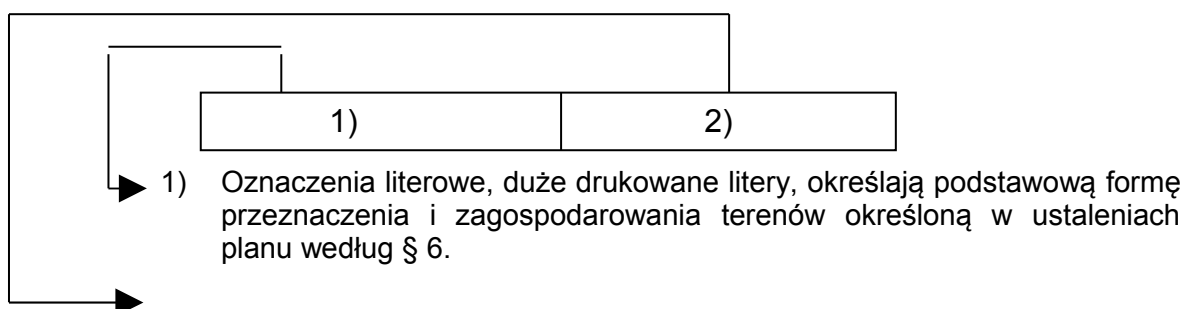 1) 2)
1) Oznaczenia literowe, duże drukowane litery, określają podstawową formę
przeznaczenia i zagospodarowania terenów określoną w ustaleniach
planu według § 6.